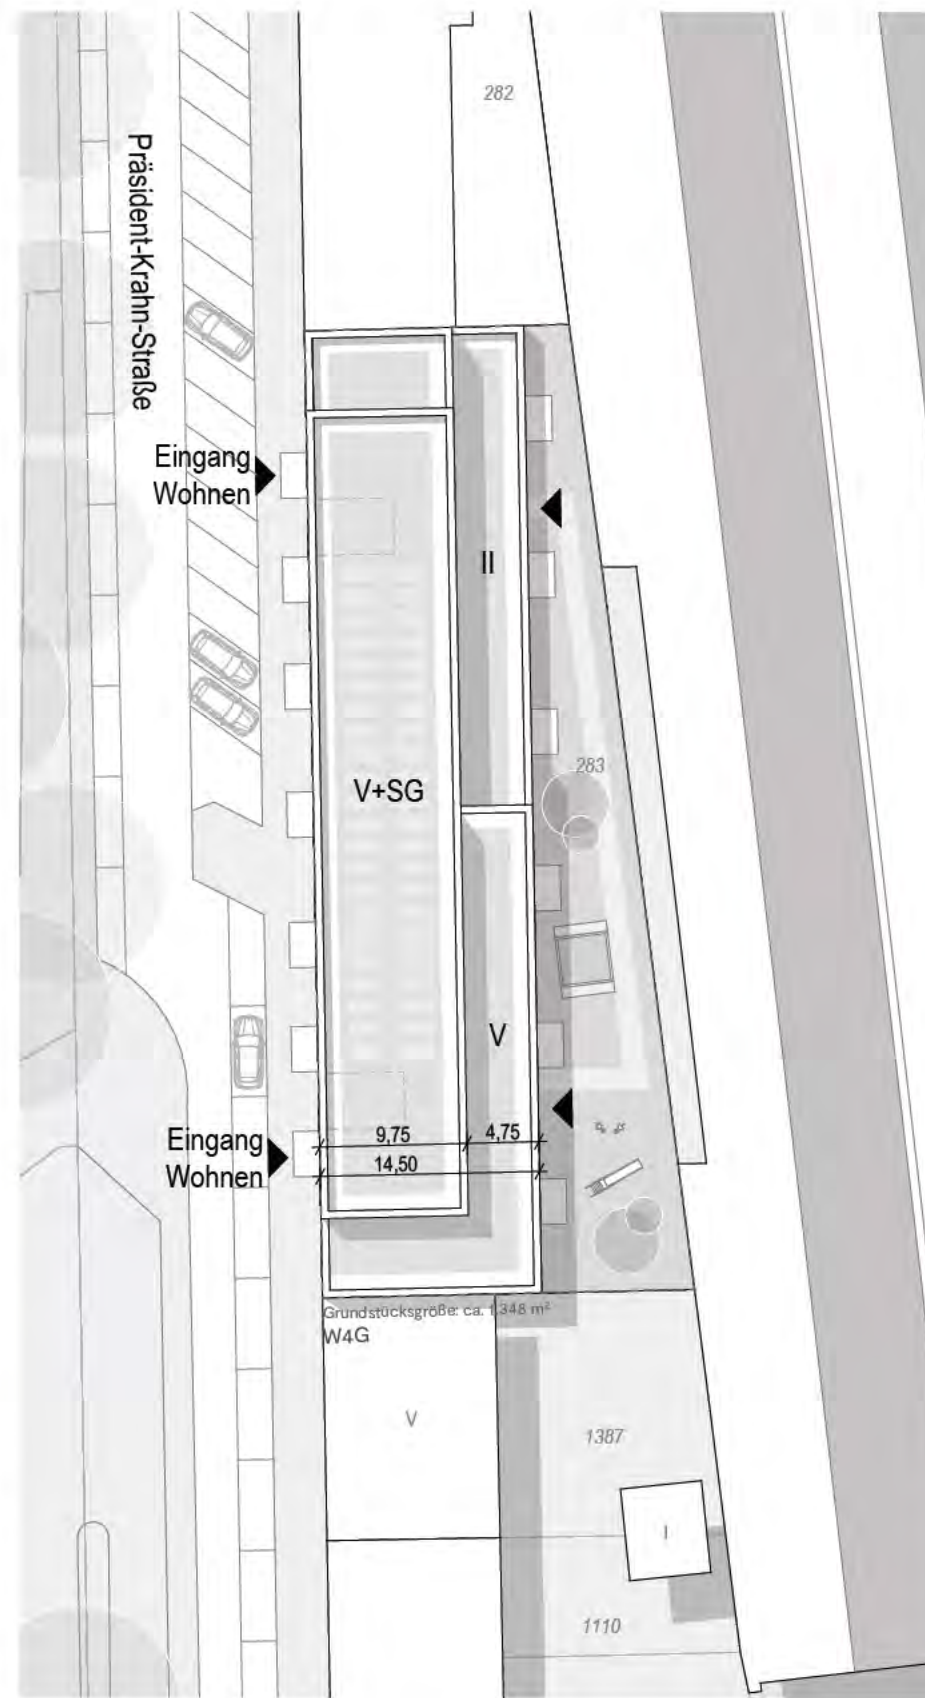 282
Präsident-Krahn-Straße
Eingang
Wohnen
II
283
V+SG
V
9,75
4,75
14,50
Eingang
Wohnen
Grundstücksgröße: ca. 1.348 m²
W4G
V
1387
I
1110